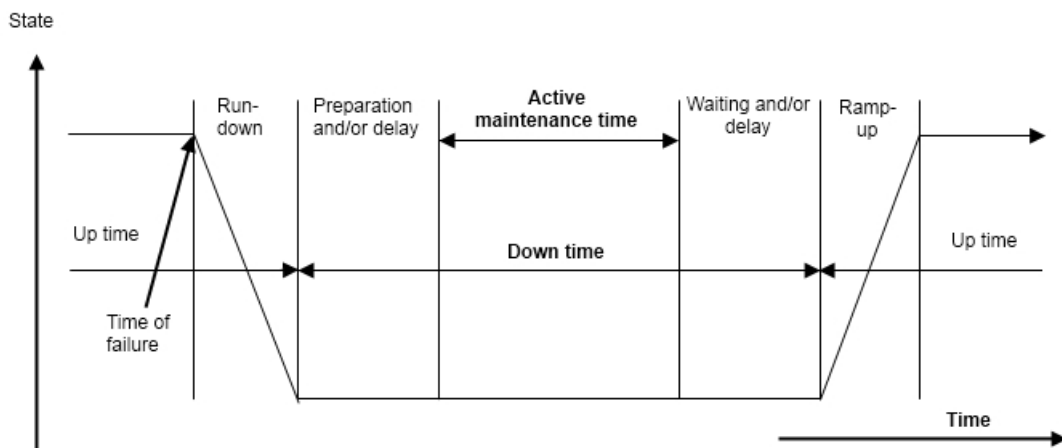 State
Run-
down
Preparation
and/or delay
Active
maintenance time
Waiting and/or
delay
Ramp-
up
Up time
Down time
Up time
Time of
failure
Time